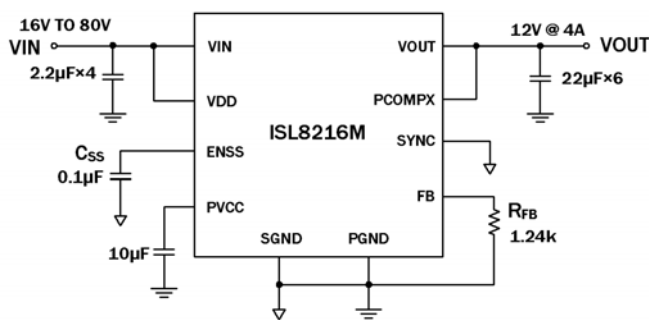 16V TO 80V
VIN
2.2µF×4
VIN
VDD
ENSS
PVCC
CSS
0.1µF
10µF
ISL8216M
SGND
PGND
VOUT
PCOMPX
SYNC
FB
12V @ 4A
VOUT
22µF×6
RFB
1.24k